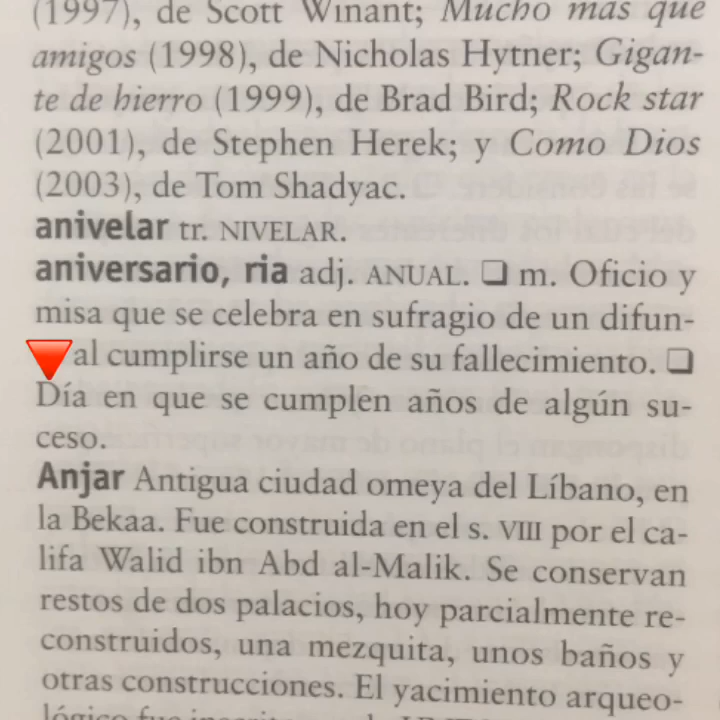 (1997), de Scott Winant; Mucho más que
amigos (1998), de Nicholas Hytner; Gigan-
te de hierro (1999), de Brad Bird; Rock star
(2001), de Stephen Herek; y Como Dios
(2003), de Tom Shadyac.
anivelar tr. NIVELAR.
aniversario, ria adj. ANUAL. ❑ m. Oficio y
misa que se celebra en sufragio de un difun-
al cumplirse un año de su fallecimiento. ❑
Día en que se cumplen años de algún su-
ceso.
Anjar Antigua ciudad omeya del Líbano, en
la Bekaa. Fue construida en el s. VIII por el ca-
lifa Walid ibn Abd al-Malik. Se conservan
restos de dos palacios, hoy parcialmente re-
construidos, una mezquita, unos baños y
otras construcciones. El yacimiento arqueo-
lógico fue